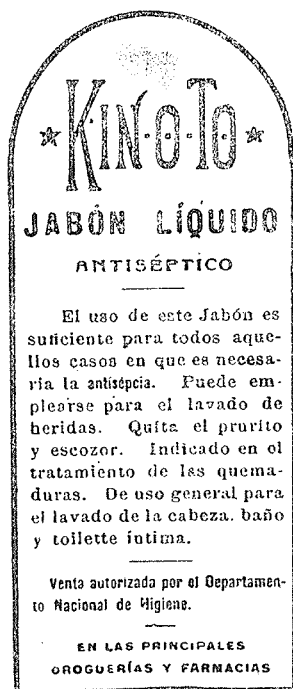 KIN-O-TO
JABÓN LÍQUIDO
ANTISÉPTICO
El uso de este Jabón es
suficiente para todos aque-
llos casos en que es necesa-
ria la antisépcia. Puede em-
plearse para el lavado de
heridas. Quita el prurito
y escozor. Indicado en el
tratamiento de las quema-
duras. De uso general para
el lavado de la cabeza, baño
y toilette íntima.
Venta autorizada por el Departamen-
to Nacional de Higiene.
EN LAS PRINCIPALES
DROGUERÍAS Y FARMACIAS